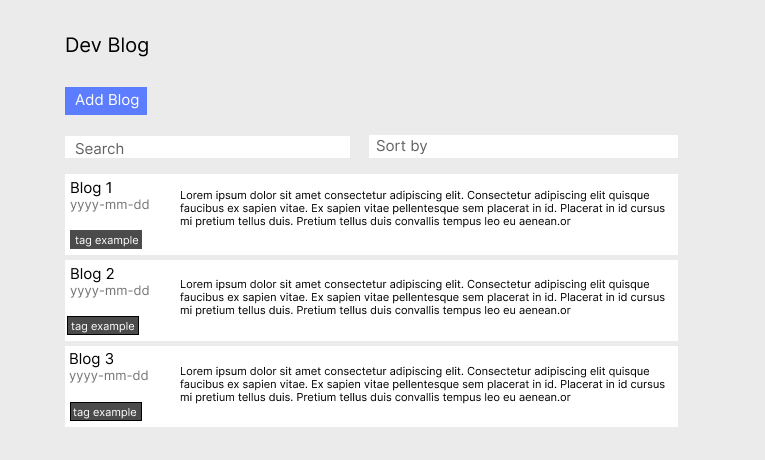 Dev Blog
Add Blog
Search
Sort by
Blog 1
yyyy-mm-dd
tag example
Lorem ipsum dolor sit amet consectetur adipiscing elit. Consectetur adipiscing elit quisque
faucibus ex sapien vitae. Ex sapien vitae pellentesque sem placerat in id. Placerat in id cursus
mi pretium tellus duis. Pretium tellus duis convallis tempus leo eu aenean.or
Blog 2
yyyy-mm-dd
tag example
Lorem ipsum dolor sit amet consectetur adipiscing elit. Consectetur adipiscing elit quisque
faucibus ex sapien vitae. Ex sapien vitae pellentesque sem placerat in id. Placerat in id cursus
mi pretium tellus duis. Pretium tellus duis convallis tempus leo eu aenean.or
Blog 3
yyyy-mm-dd
tag example
Lorem ipsum dolor sit amet consectetur adipiscing elit. Consectetur adipiscing elit quisque
faucibus ex sapien vitae. Ex sapien vitae pellentesque sem placerat in id. Placerat in id cursus
mi pretium tellus duis. Pretium tellus duis convallis tempus leo eu aenean.or